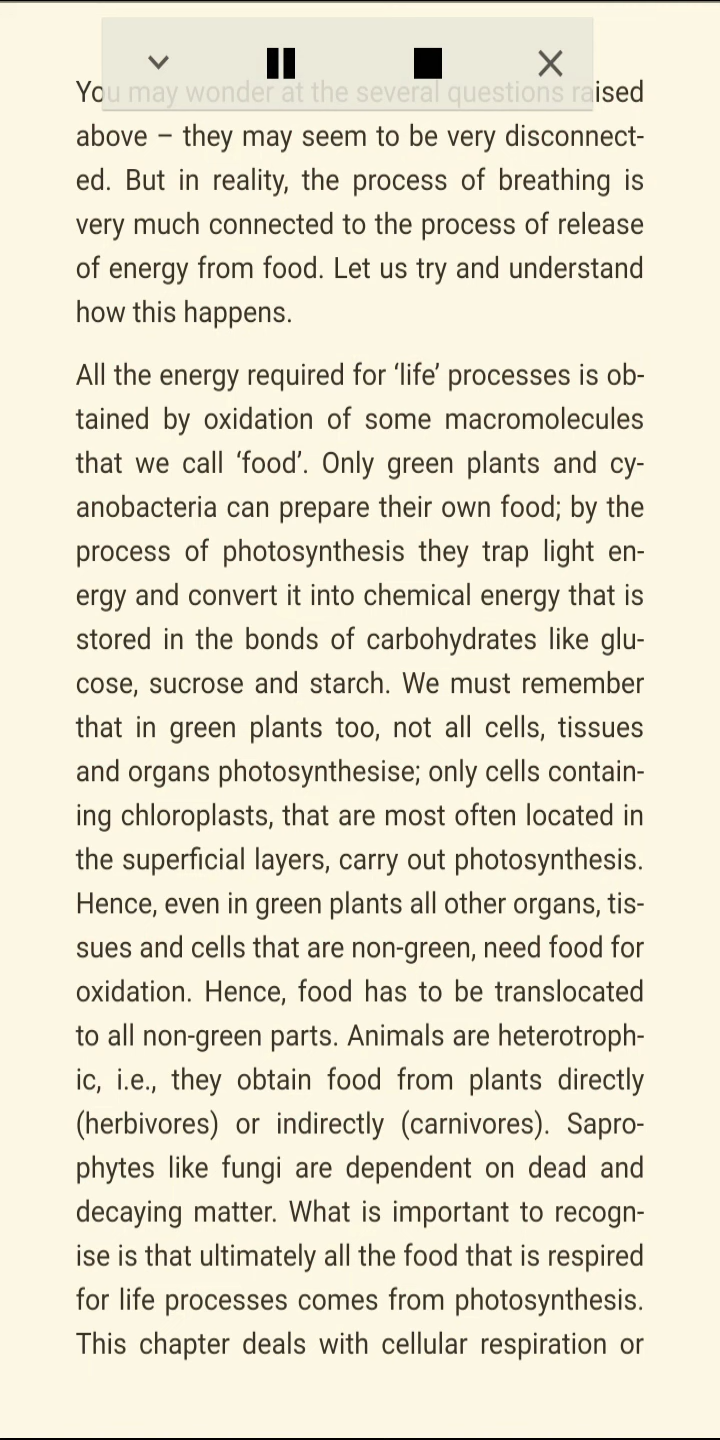 You may wonder at the several questions raised
above – they may seem to be very disconnect-
ed. But in reality, the process of breathing is
very much connected to the process of release
of energy from food. Let us try and understand
how this happens.
All the energy required for ‘life’ processes is ob-
tained by oxidation of some macromolecules
that we call ‘food’. Only green plants and cy-
anobacteria can prepare their own food; by the
process of photosynthesis they trap light en-
ergy and convert it into chemical energy that is
stored in the bonds of carbohydrates like glu-
cose, sucrose and starch. We must remember
that in green plants too, not all cells, tissues
and organs photosynthesise; only cells contain-
ing chloroplasts, that are most often located in
the superficial layers, carry out photosynthesis.
Hence, even in green plants all other organs, tis-
sues and cells that are non-green, need food for
oxidation. Hence, food has to be translocated
to all non-green parts. Animals are heterotroph-
ic, i.e., they obtain food from plants directly
(herbivores) or indirectly (carnivores). Sapro-
phytes like fungi are dependent on dead and
decaying matter. What is important to recogn-
ise is that ultimately all the food that is respired
for life processes comes from photosynthesis.
This chapter deals with cellular respiration or